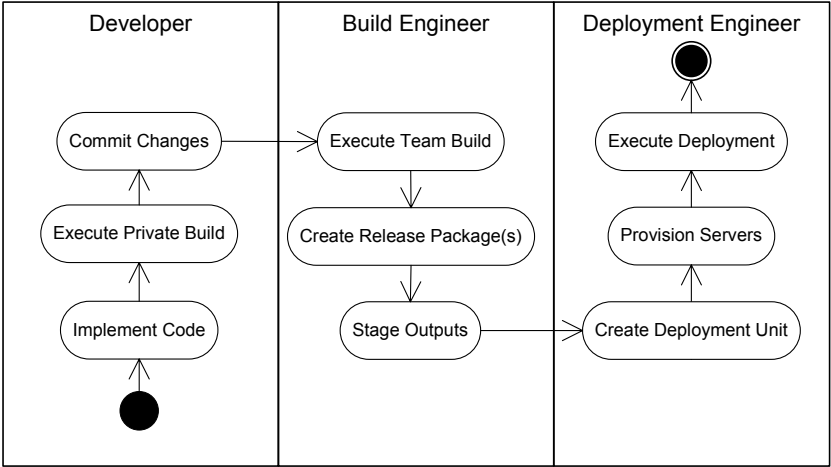 Developer
Build Engineer
Deployment Engineer
Commit Changes
Execute Team Build
Execute Deployment
Execute Private Build
Create Release Package(s)
Provision Servers
Implement Code
Stage Outputs
Create Deployment Unit